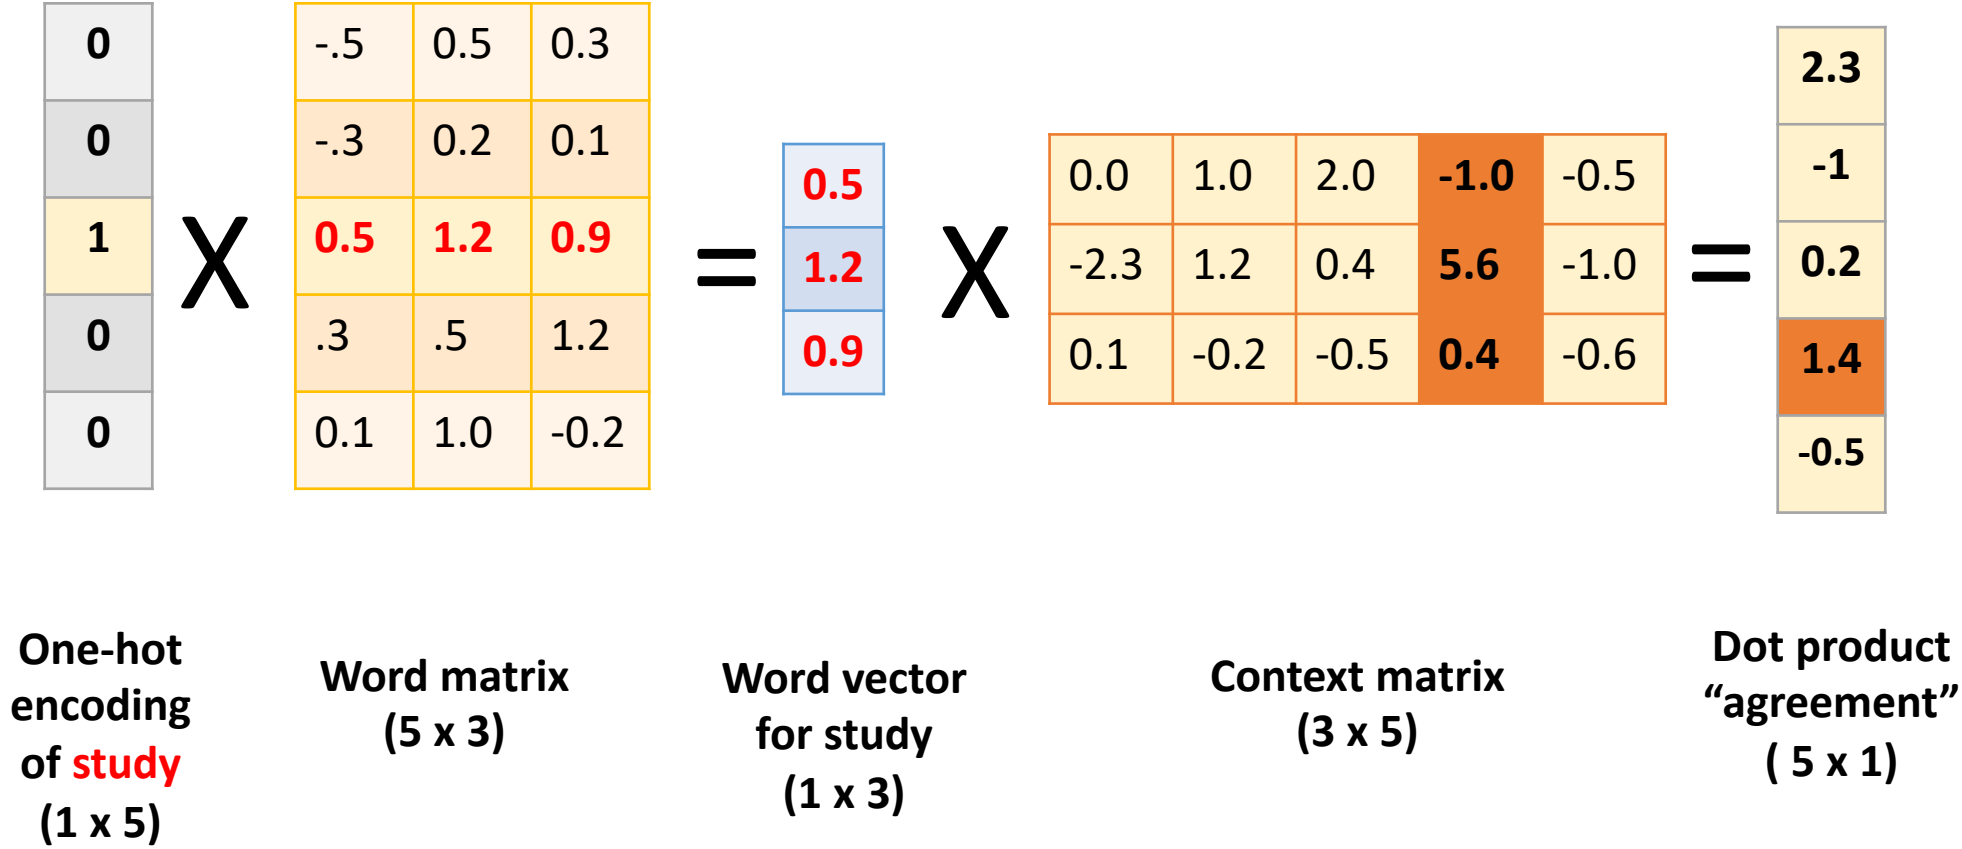 0
0
1
0
0
X
-.5 0.5 0.3
-.3 0.2 0.1
0.5 1.2 0.9
.3 .5 1.2
0.1 1.0 -0.2
=
0.5
1.2
0.9
X
0.0 1.0 2.0 -1.0 -0.5
-2.3 1.2 0.4 5.6 -1.0
0.1 -0.2 -0.5 0.4 -0.6
=
2.3
-1
0.2
1.4
-0.5
One-hot
encoding
of study
(1 x 5)
Word matrix
(5 x 3)
Word vector
for study
(1 x 3)
Context matrix
(3 x 5)
Dot product
“agreement”
( 5 x 1)